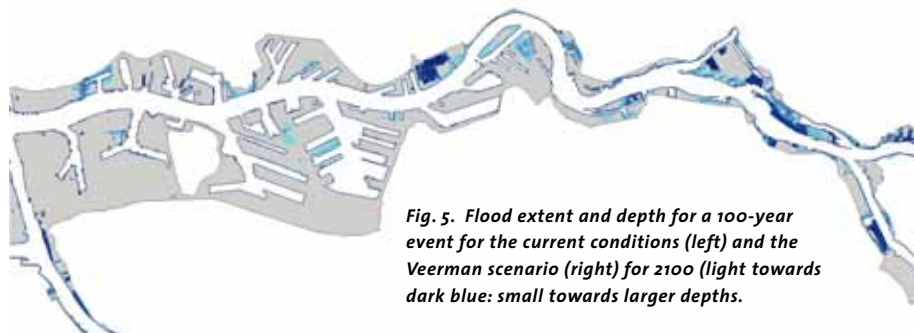 Fig. 5. Flood extent and depth for a 100-year
event for the current conditions (left) and the
Veerman scenario (right) for 2100 (light towards
dark blue: small towards larger depths.